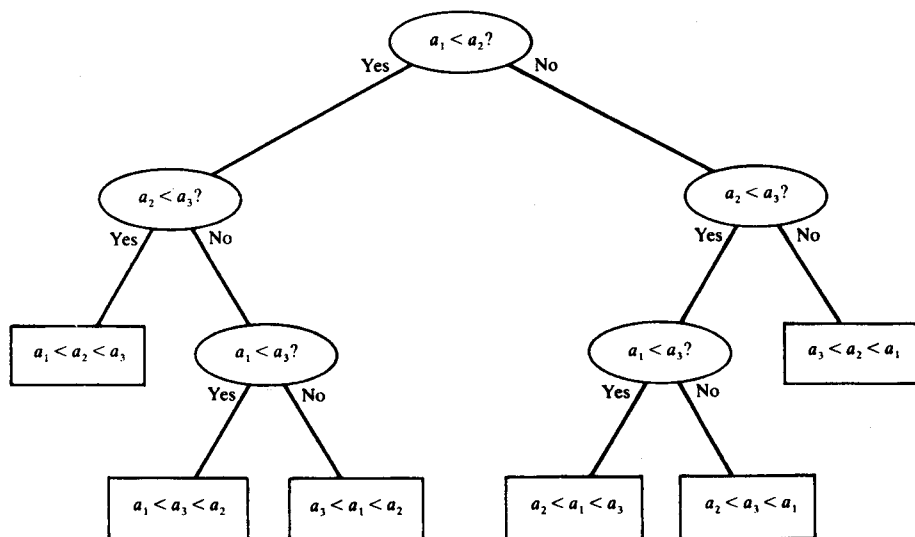 a₁ < a₂?
Yes
No
a₂ < a₃?
a₂ < a₃?
Yes
No
Yes
No
a₁ < a₂ < a₃
a₁ < a₃?
a₁ < a₃?
a₃ < a₂ < a₁
Yes
No
Yes
No
a₁ < a₃ < a₂
a₃ < a₁ < a₂
a₂ < a₁ < a₃
a₂ < a₃ < a₁